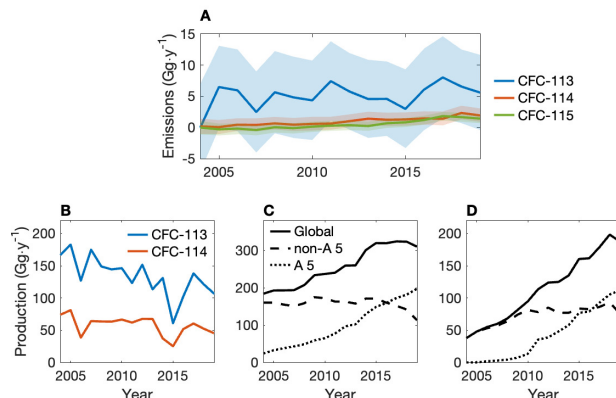 A
Emissions (Gg·y⁻¹)
15
10
5
0
-5
2005
2010
2015
CFC-113
CFC-114
CFC-115
B
Production (Gg·y⁻¹)
200
150
100
50
0
CFC-113
CFC-114
2005
2010
2015
Year
C
300
200
100
0
Global
non-A 5
A 5
2005
2010
2015
Year
D
200
150
100
50
0
2005
2010
2015
Year